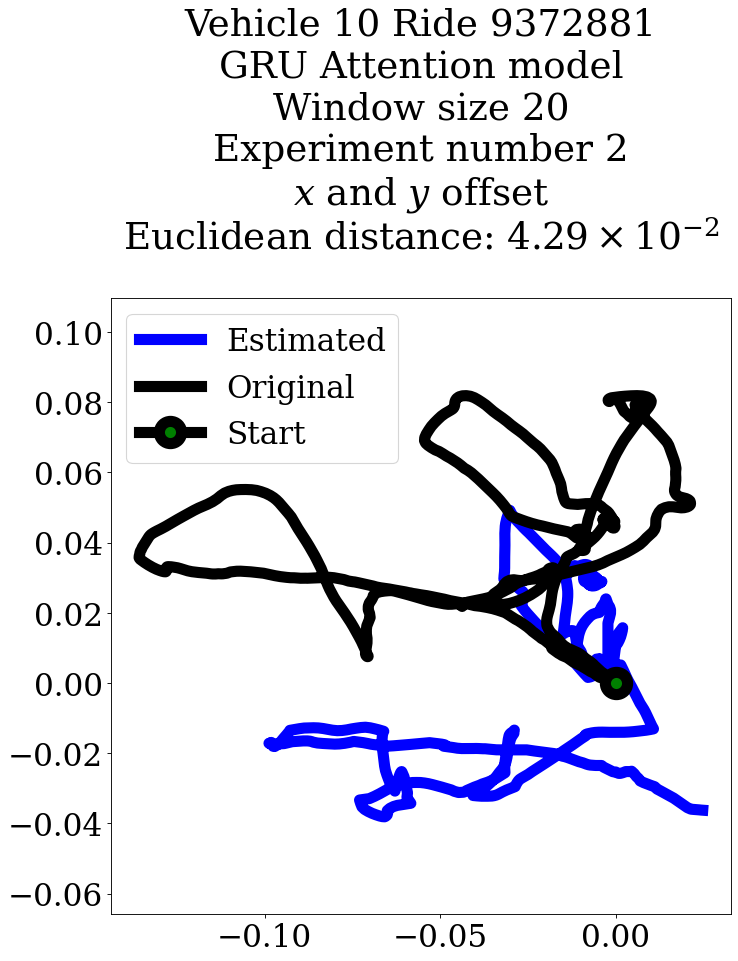 Vehicle 10 Ride 9372881
GRU Attention model
Window size 20
Experiment number 2
x and y offset
Euclidean distance: 4.29 × 10⁻²
Estimated
Original
Start
0.10
0.08
0.06
0.04
0.02
0.00
−0.02
−0.04
−0.06
−0.10
−0.05
0.00